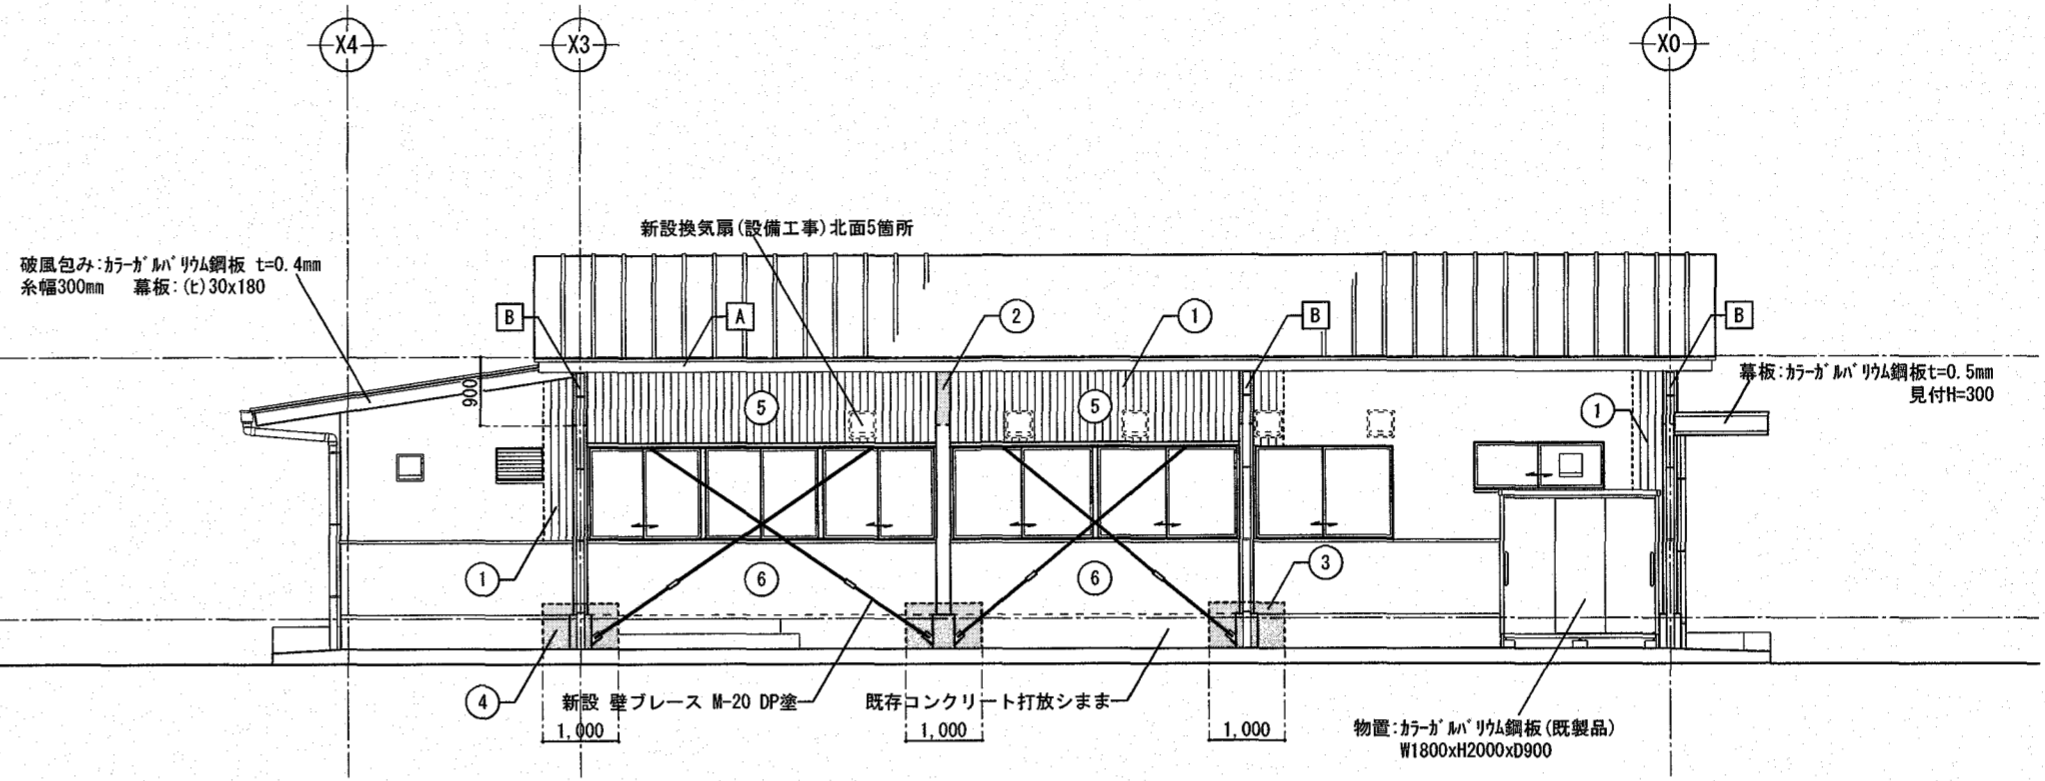 X4
X3
X0
新設換気扇(設備工事)北面5箇所
破風包み:ｶﾗｰｶﾞﾙﾊﾞﾘｳﾑ鋼板 t=0.4mm
糸幅300mm 幕板:(ﾋ)30x180
B
A
2
1
B
B
900
5
5
1
幕板:ｶﾗｰｶﾞﾙﾊﾞﾘｳﾑ鋼板t=0.5mm
見付H=300
1
6
6
3
4
新設 壁ブレース M-20 DP塗
既存コンクリート打放シまま
1,000
1,000
1,000
物置:ｶﾗｰｶﾞﾙﾊﾞﾘｳﾑ鋼板(既製品)
W1800xH2000xD900